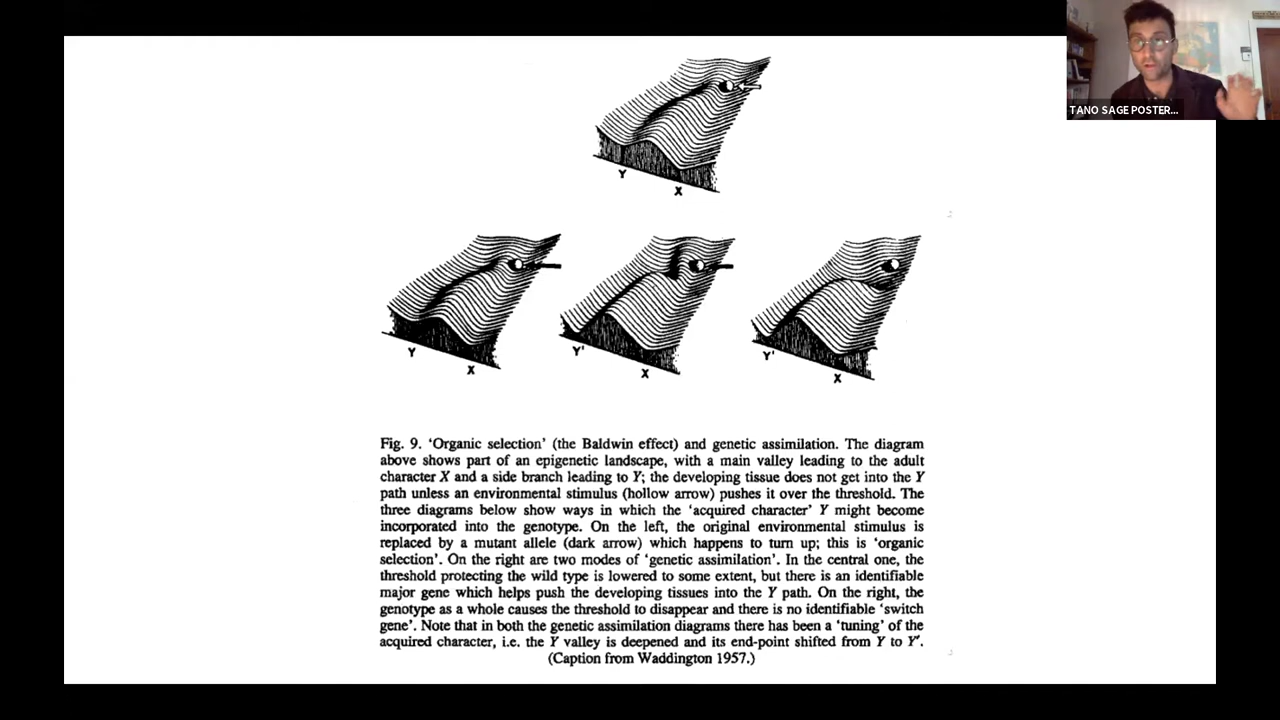 TANO SAGE POSTER...
Y
X
Y
X
Y'
X
Y'
X
Fig. 9. 'Organic selection' (the Baldwin effect) and genetic assimilation. The diagram
above shows part of an epigenetic landscape, with a main valley leading to the adult
character X and a side branch leading to Y; the developing tissue does not get into the Y
path unless an environmental stimulus (hollow arrow) pushes it over the threshold. The
three diagrams below show ways in which the 'acquired character' Y might become
incorporated into the genotype. On the left, the original environmental stimulus is
replaced by a mutant allele (dark arrow) which happens to turn up; this is 'organic
selection'. On the right are two modes of 'genetic assimilation'. In the central one, the
threshold protecting the wild type is lowered to some extent, but there is an identifiable
major gene which helps push the developing tissues into the Y path. On the right, the
genotype as a whole causes the threshold to disappear and there is no identifiable 'switch
gene'. Note that in both the genetic assimilation diagrams there has been a 'tuning' of the
acquired character, i.e. the Y valley is deepened and its end-point shifted from Y to Y'.
(Caption from Waddington 1957.)